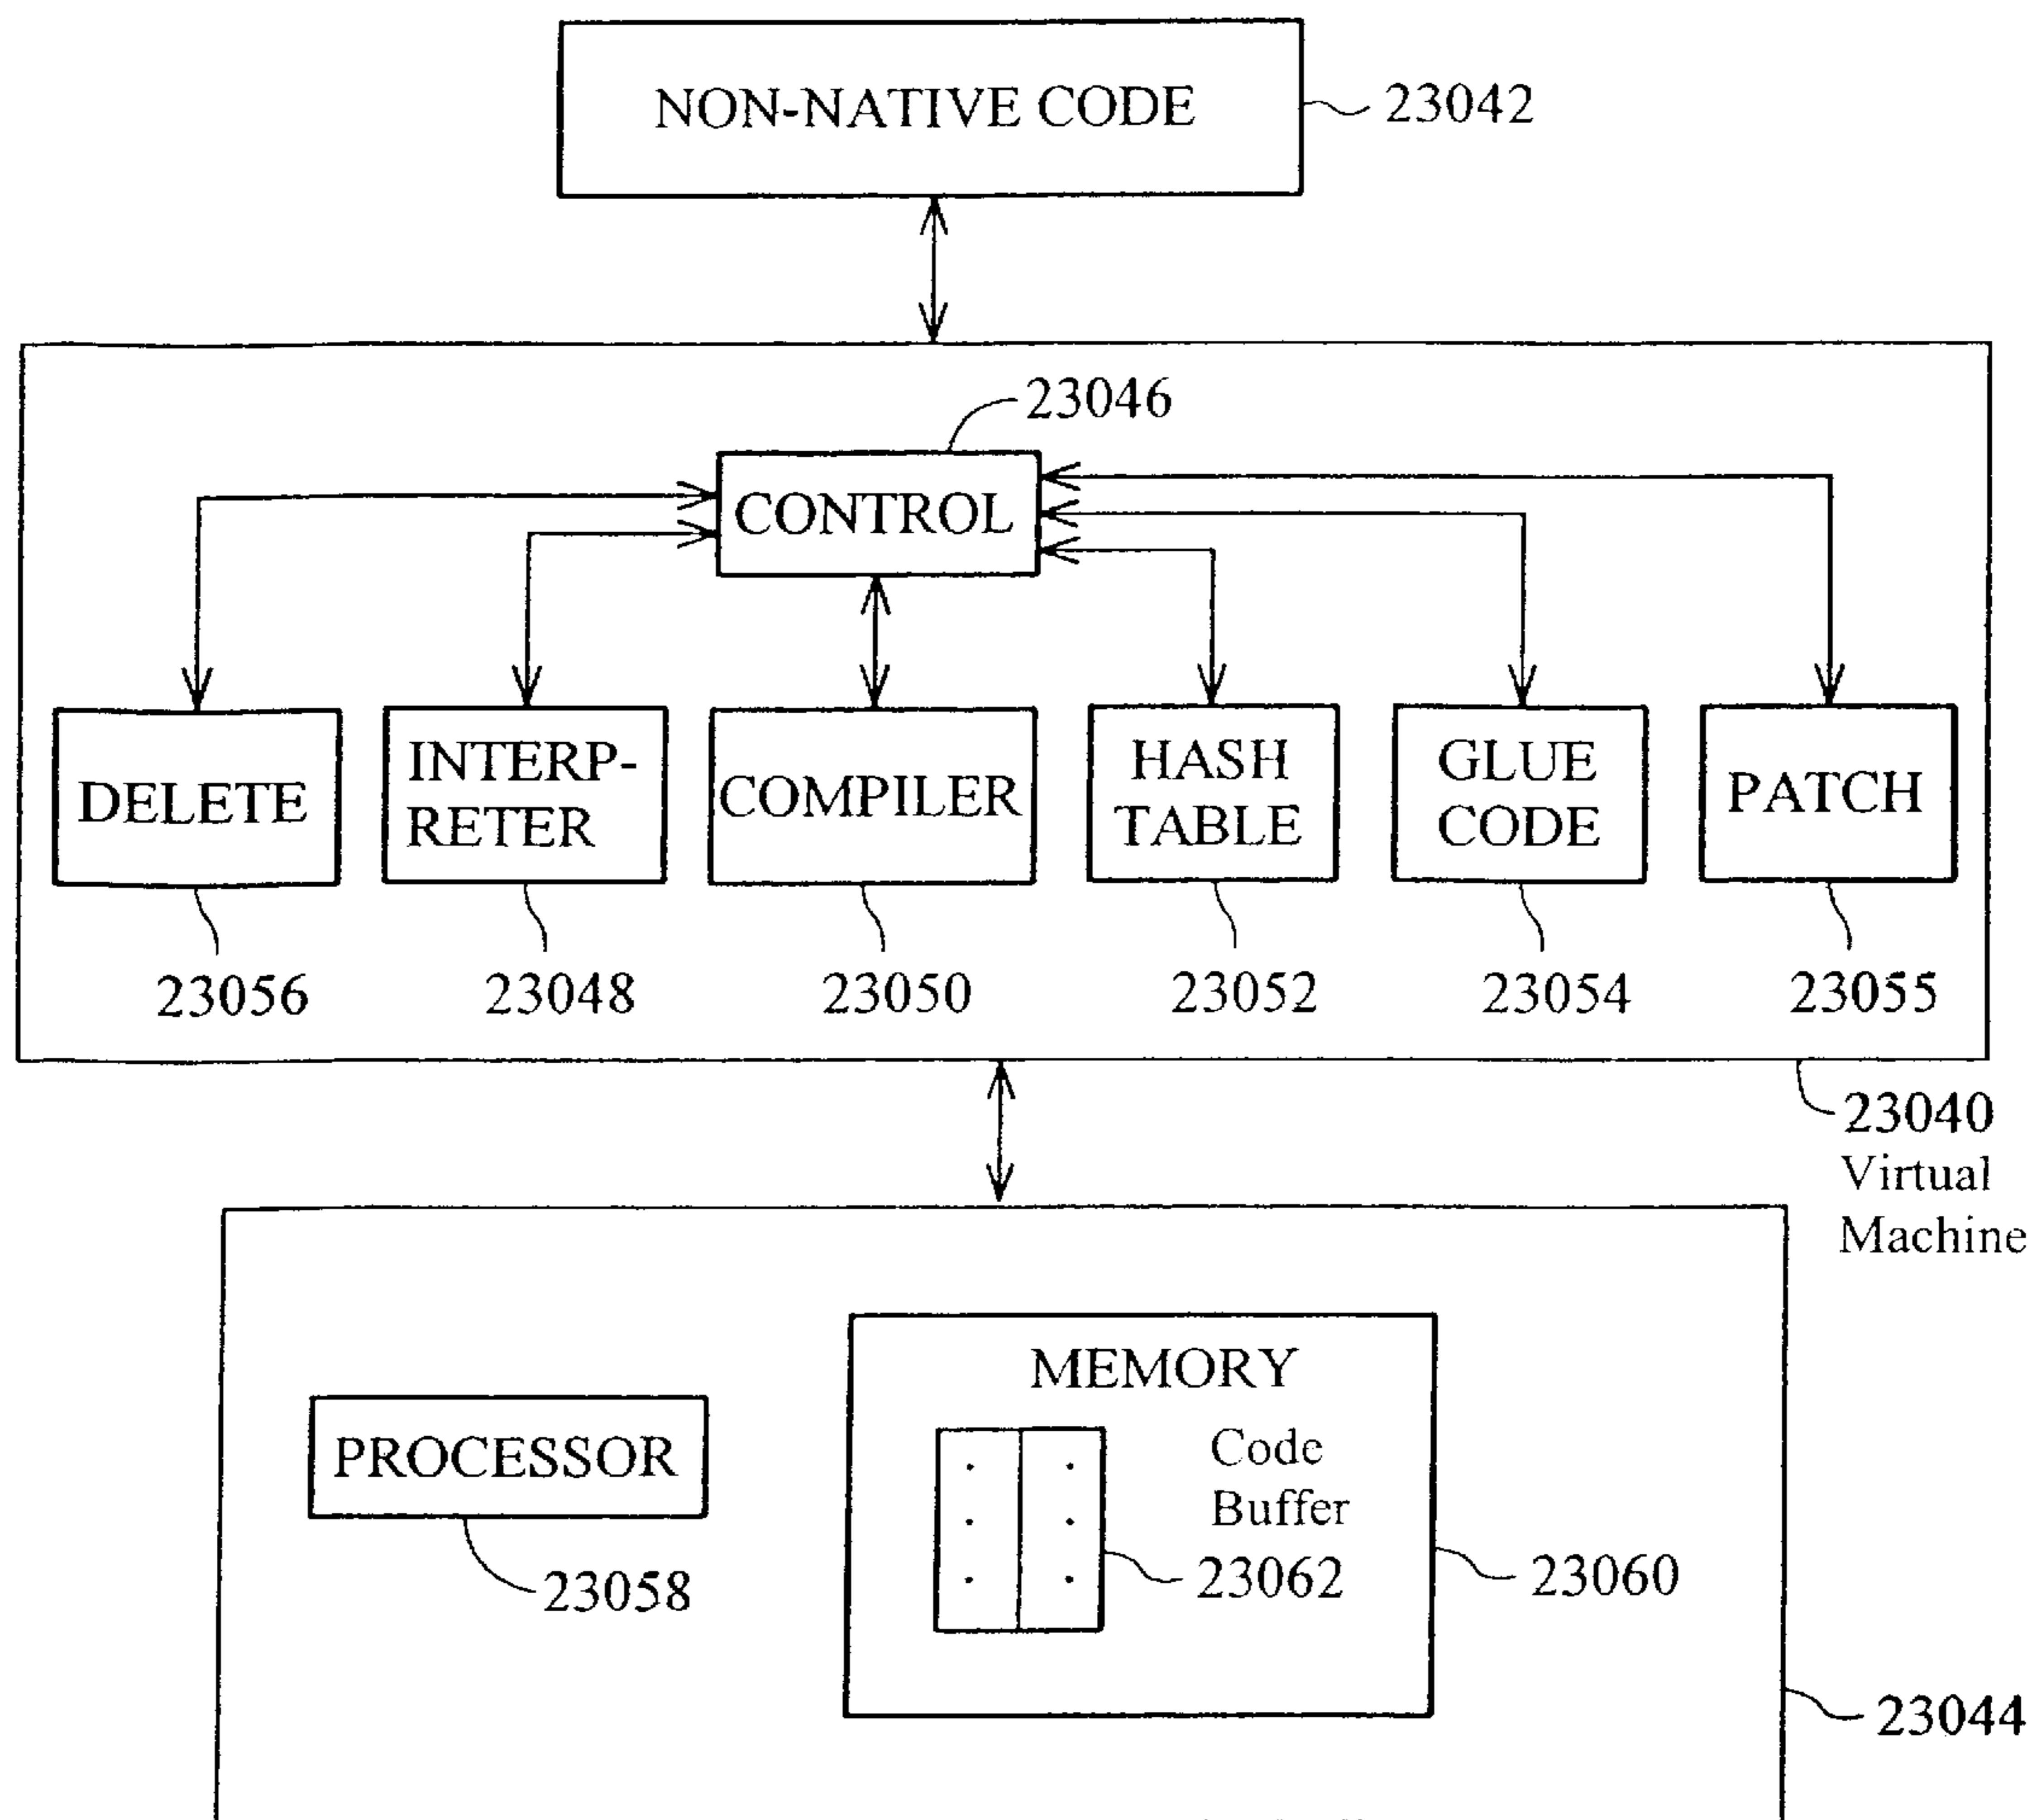 NON-NATIVE CODE
23042
23046
CONTROL
DELETE
INTERP-
RETER
COMPILER
HASH
TABLE
GLUE
CODE
PATCH
23056
23048
23050
23052
23054
23055
23040
Virtual
Machine
MEMORY
PROCESSOR
Code
Buffer
23062
23060
23058
23044